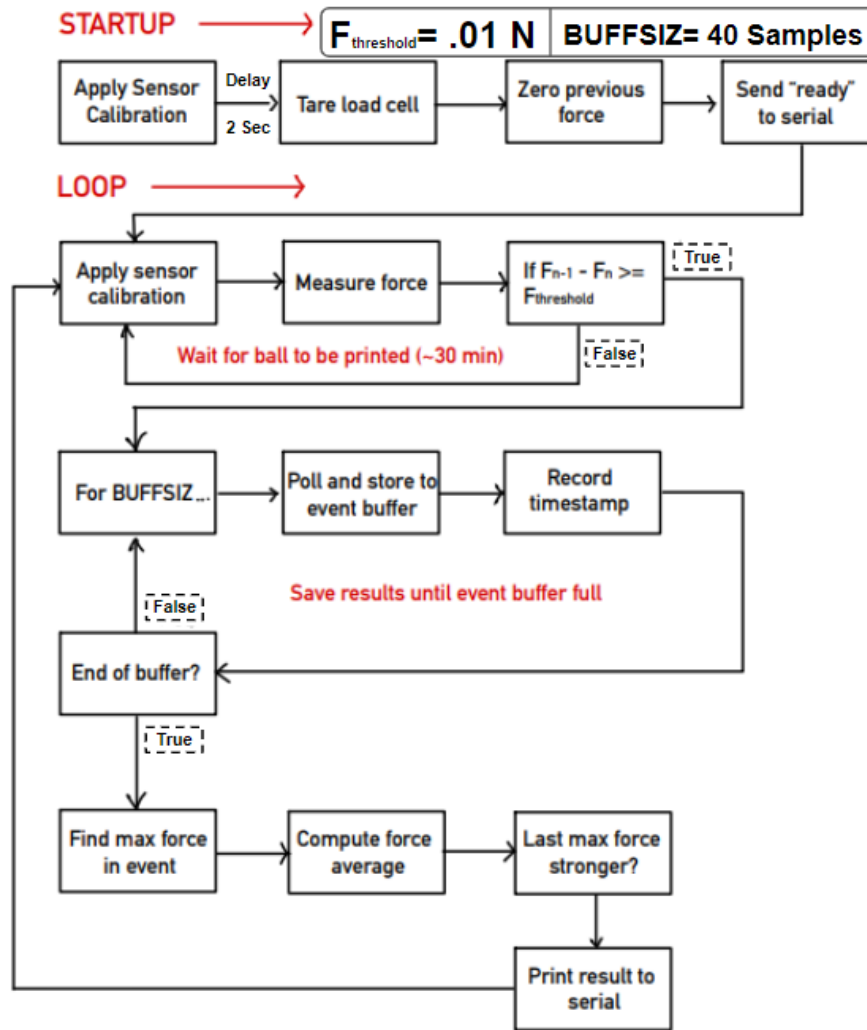 STARTUP
Fthreshold= .01 N
BUFFSIZ= 40 Samples
Apply Sensor
Calibration
Delay
2 Sec
Tare load cell
Zero previous
force
Send “ready”
to serial
LOOP
Apply sensor
calibration
Measure force
If Fn-1 - Fn >=
Fthreshold
True
False
Wait for ball to be printed (~30 min)
For BUFFSIZ...
Poll and store to
event buffer
Record
timestamp
Save results until event buffer full
False
End of buffer?
True
Find max force
in event
Compute force
average
Last max force
stronger?
Print result to
serial